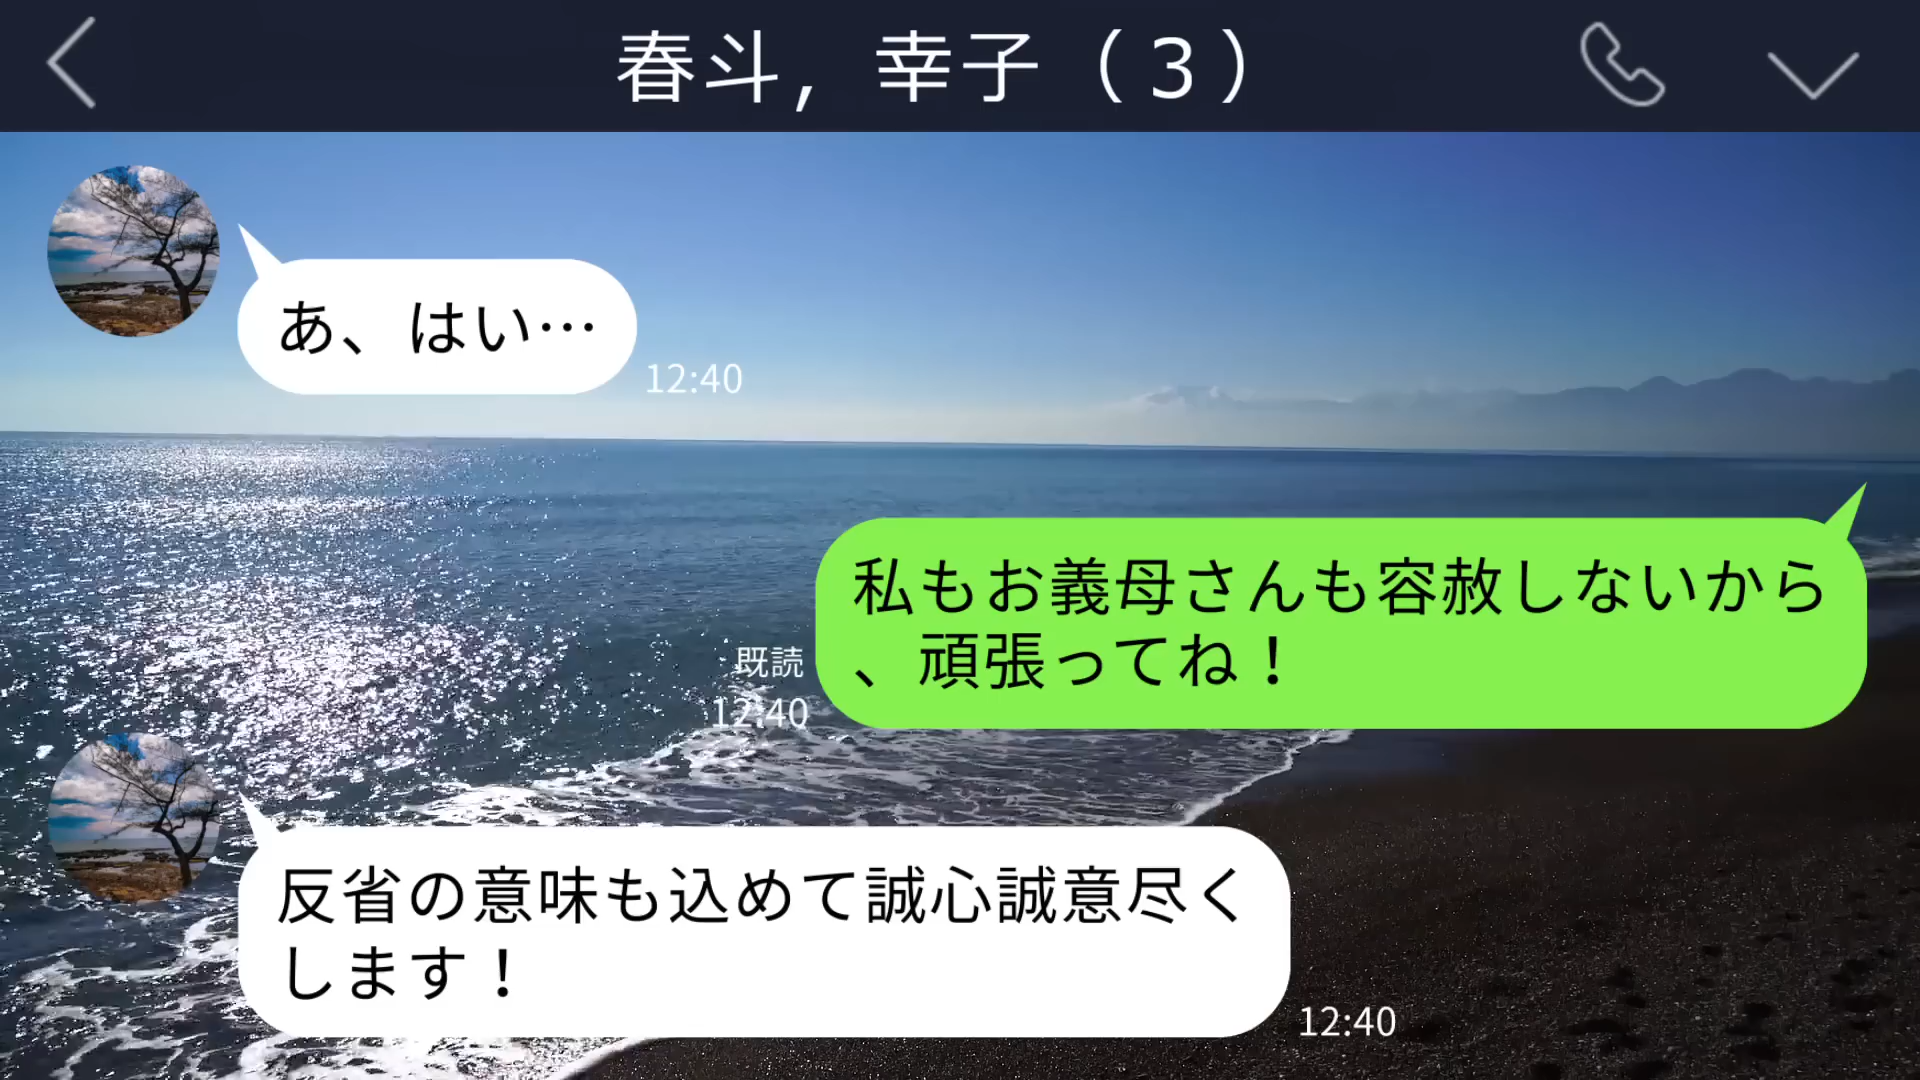 春斗，幸子（３）
あ、はい…
12:40
私もお義母さんも容赦しないから
、頑張ってね！
既読
12:40
反省の意味も込めて誠心誠意尽く
します！
12:40